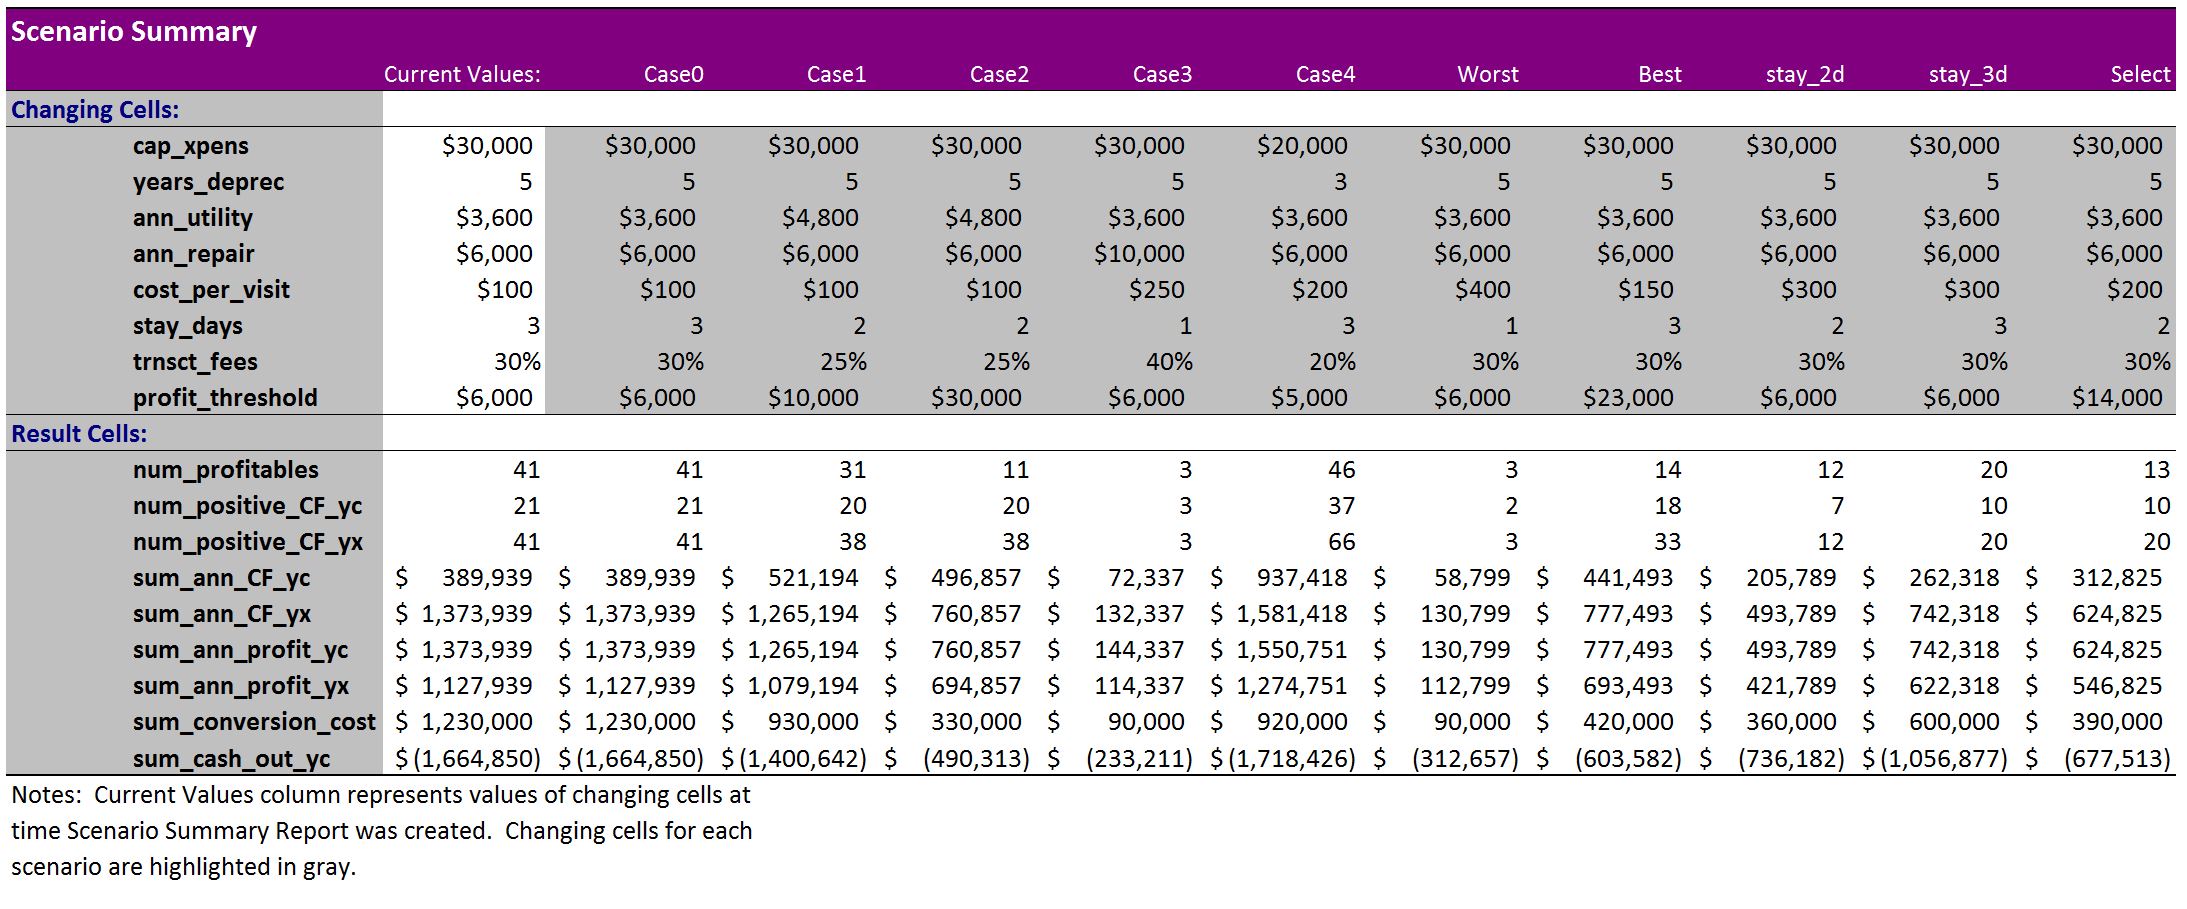 Scenario Summary
Current Values: Case0 Case1 Case2 Case3 Case4 Worst Best stay_2d stay_3d Select
Changing Cells:
cap_xpens $30,000 $30,000 $30,000 $30,000 $30,000 $20,000 $30,000 $30,000 $30,000 $30,000 $30,000
years_deprec 5 5 5 5 5 3 5 5 5 5 5
ann_utility $3,600 $3,600 $4,800 $4,800 $3,600 $3,600 $3,600 $3,600 $3,600 $3,600 $3,600
ann_repair $6,000 $6,000 $6,000 $6,000 $10,000 $6,000 $6,000 $6,000 $6,000 $6,000 $6,000
cost_per_visit $100 $100 $100 $100 $250 $200 $400 $150 $300 $300 $200
stay_days 3 3 2 2 1 3 1 3 2 3 2
trnsct_fees 30% 30% 25% 25% 40% 20% 30% 30% 30% 30% 30%
profit_threshold $6,000 $6,000 $10,000 $30,000 $6,000 $5,000 $6,000 $23,000 $6,000 $6,000 $14,000
Result Cells:
num_profitables 41 41 31 11 3 46 3 14 12 20 13
num_positive_CF_yc 21 21 20 20 3 37 2 18 7 10 10
num_positive_CF_yx 41 41 38 38 3 66 3 33 12 20 20
sum_ann_CF_yc $ 389,939 $ 389,939 $ 521,194 $ 496,857 $ 72,337 $ 937,418 $ 58,799 $ 441,493 $ 205,789 $ 262,318 $ 312,825
sum_ann_CF_yx $ 1,373,939 $ 1,373,939 $ 1,265,194 $ 760,857 $ 132,337 $ 1,581,418 $ 130,799 $ 777,493 $ 493,789 $ 742,318 $ 624,825
sum_ann_profit_yc $ 1,373,939 $ 1,373,939 $ 1,265,194 $ 760,857 $ 144,337 $ 1,550,751 $ 130,799 $ 777,493 $ 493,789 $ 742,318 $ 624,825
sum_ann_profit_yx $ 1,127,939 $ 1,127,939 $ 1,079,194 $ 694,857 $ 114,337 $ 1,274,751 $ 112,799 $ 693,493 $ 421,789 $ 622,318 $ 546,825
sum_conversion_cost $ 1,230,000 $ 1,230,000 $ 930,000 $ 330,000 $ 90,000 $ 920,000 $ 90,000 $ 420,000 $ 360,000 $ 600,000 $ 390,000
sum_cash_out_yc $ (1,664,850) $ (1,664,850) $ (1,400,642) $ (490,313) $ (233,211) $ (1,718,426) $ (312,657) $ (603,582) $ (736,182) $ (1,056,877) $ (677,513)
Notes: Current Values column represents values of changing cells at
time Scenario Summary Report was created. Changing cells for each
scenario are highlighted in gray.